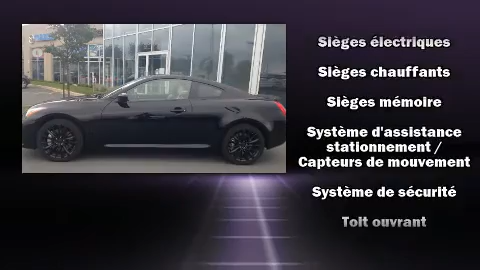 Sièges électriques
Sièges chauffants
Sièges mémoire
Système d'assistance
stationnement /
Capteurs de mouvement
Système de sécurité
Toit ouvrant